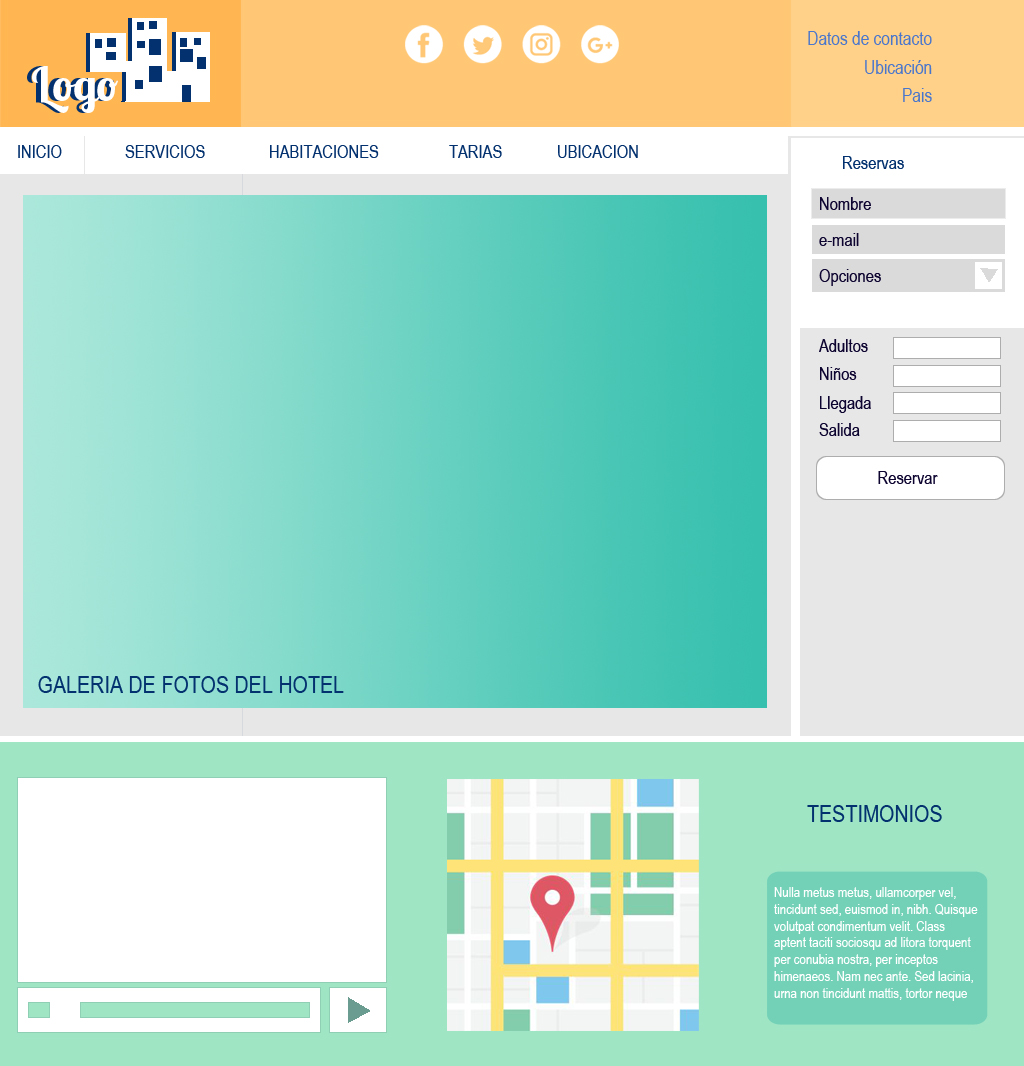 Logo
Datos de contacto
Ubicación
Pais
INICIO SERVICIOS HABITACIONES TARIAS UBICACION
Reservas
Nombre
e-mail
Opciones
Adultos
Niños
Llegada
Salida
Reservar
GALERIA DE FOTOS DEL HOTEL
TESTIMONIOS
Nulla metus metus, ullamcorper vel,
tincidunt sed, euismod in, nibh. Quisque
volutpat condimentum velit. Class
aptent taciti sociosqu ad litora torquent
per conubia nostra, per inceptos
himenaeos. Nam nec ante. Sed lacinia,
urna non tincidunt mattis, tortor neque